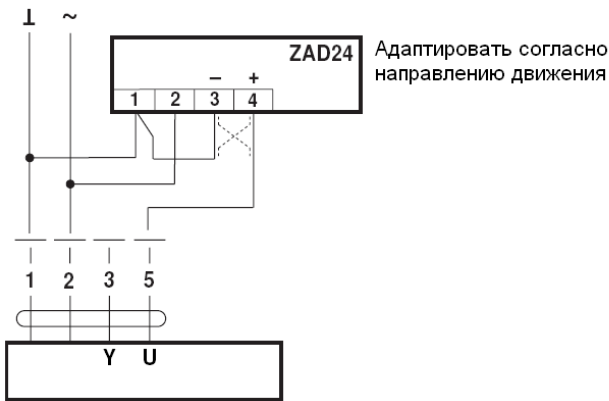 ⊥ ~
ZAD24
Адаптировать согласно
направлению движения
– +
1 2 3 4
1 2 3 5
Y U